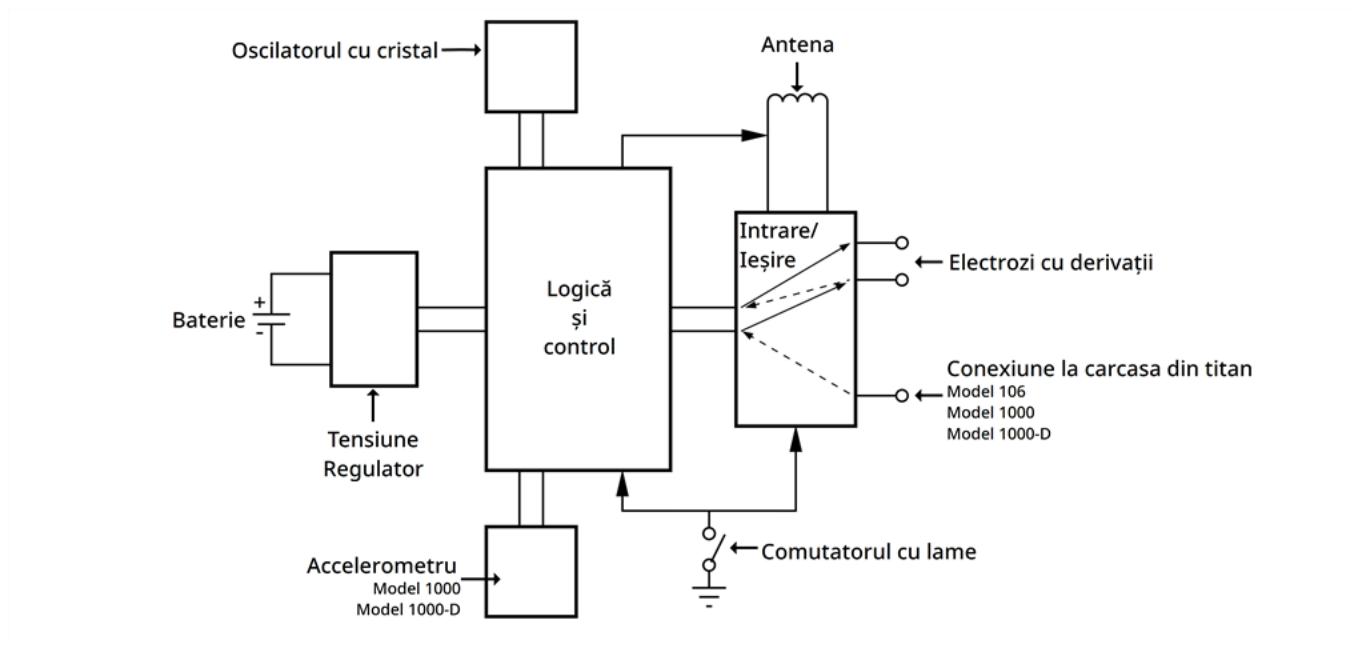 Oscilatorul cu cristal
Antena
Intrare/
Ieșire
Electrozi cu derivații
Logică
și
control
+
Baterie
-
Conexiune la carcasa din titan
Model 106
Model 1000
Model 1000-D
Tensiune
Regulator
Comutatorul cu lame
Accelerometru
Model 1000
Model 1000-D